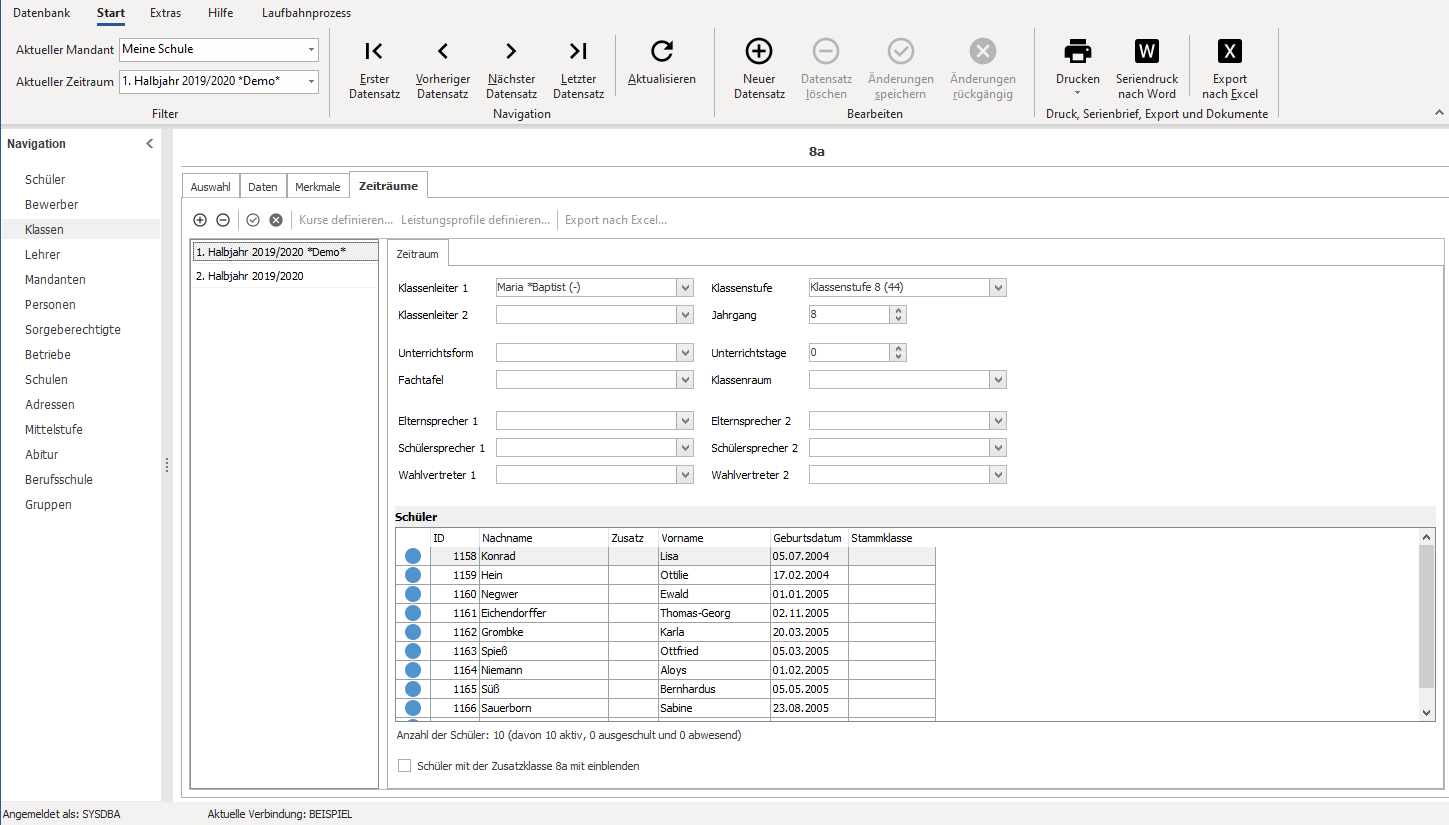 Datenbank Start Extras Hilfe Laufbahnprozess
Aktueller Mandant Meine Schule
Aktueller Zeitraum 1. Halbjahr 2019/2020 *Demo*
Filter
Erster Datensatz
Vorheriger Datensatz
Nächster Datensatz
Letzter Datensatz
Aktualisieren
Navigation
Neuer Datensatz
Datensatz löschen
Änderungen speichern
Änderungen rückgängig
Bearbeiten
Drucken
W
Seriendruck nach Word
X
Export nach Excel
Druck, Serienbrief, Export und Dokumente
Navigation
Schüler
Bewerber
Klassen
Lehrer
Mandanten
Personen
Sorgeberechtigte
Betriebe
Schulen
Adressen
Mittelstufe
Abitur
Berufsschule
Gruppen
8a
Auswahl Daten Merkmale Zeiträume
Kurse definieren... Leistungsprofile definieren... Export nach Excel...
1. Halbjahr 2019/2020 *Demo*
2. Halbjahr 2019/2020
Zeitraum
Klassenleiter 1 Maria *Baptist (-) Klassenstufe Klassenstufe 8 (44)
Klassenleiter 2 Jahrgang 8
Unterrichtsform Unterrichtstage 0
Fachtafel Klassenraum
Elternsprecher 1 Elternsprecher 2
Schülersprecher 1 Schülersprecher 2
Wahlvertreter 1 Wahlvertreter 2
Schüler
ID Nachname Zusatz Vorname Geburtsdatum Stammklasse
1158 Konrad Lisa 05.07.2004
1159 Hein Ottilie 17.02.2004
1160 Negwer Ewald 01.01.2005
1161 Eichendorffer Thomas-Georg 02.11.2005
1162 Grombke Karla 20.03.2005
1163 Spieß Ottfried 05.03.2005
1164 Niemann Aloys 01.02.2005
1165 Süß Bernhardus 05.05.2005
1166 Sauerborn Sabine 23.08.2005
Anzahl der Schüler: 10 (davon 10 aktiv, 0 ausgeschult und 0 abwesend)
Schüler mit der Zusatzklasse 8a mit einblenden
Angemeldet als: SYSDBA Aktuelle Verbindung: BEISPIEL